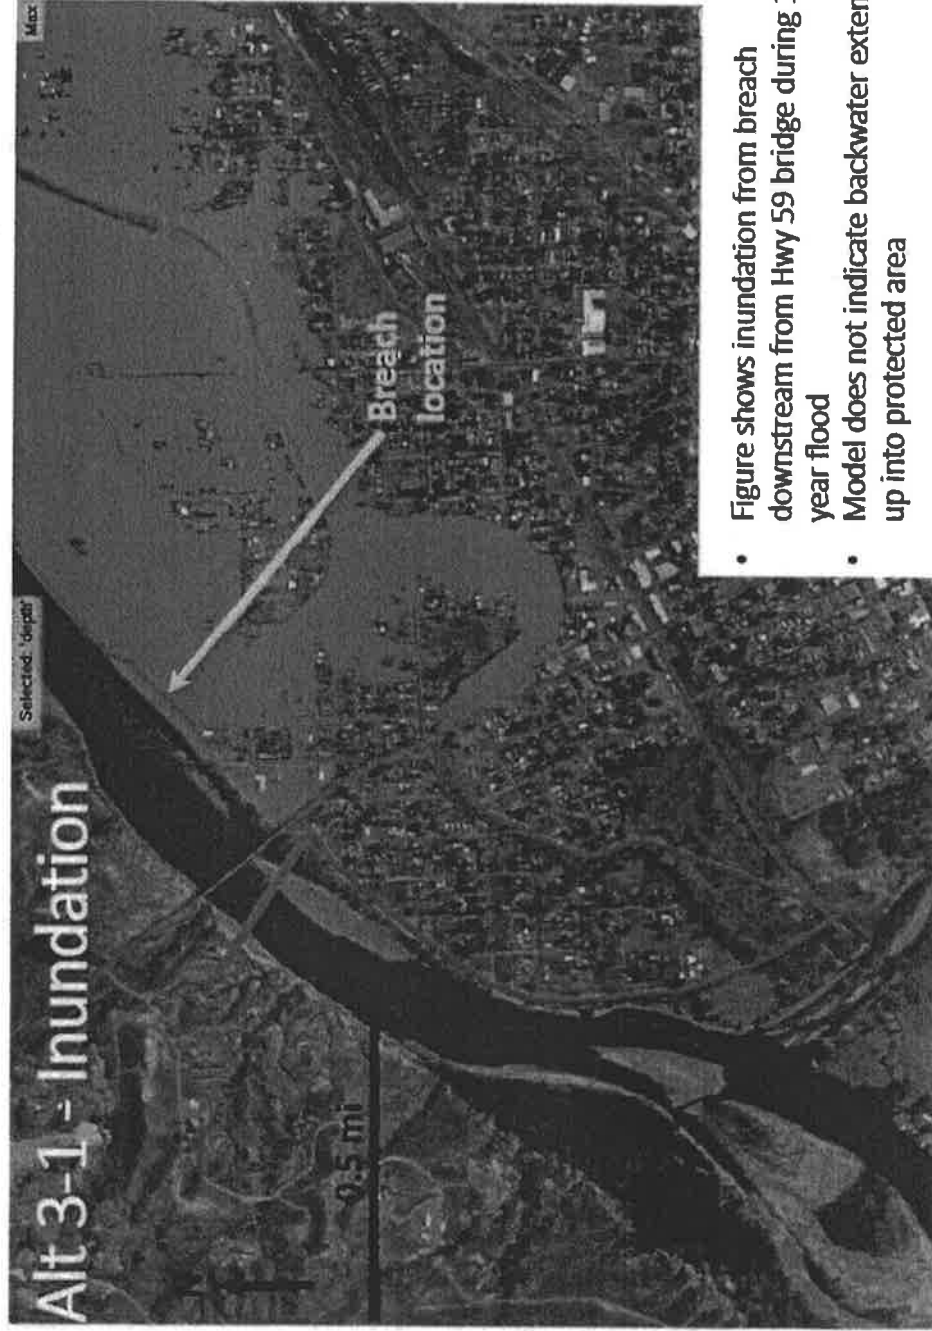 Alt 3-1 - Inundation
Selected: 'depth'
Max
Breach
location
0.5 mi
• Figure shows inundation from breach
downstream from Hwy 59 bridge during
year flood
• Model does not indicate backwater exten
up into protected area